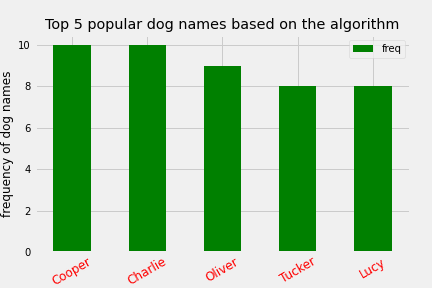 Top 5 popular dog names based on the algorithm
freq
frequency of dog names
10
8
6
4
2
0
Cooper
Charlie
Oliver
Tucker
Lucy